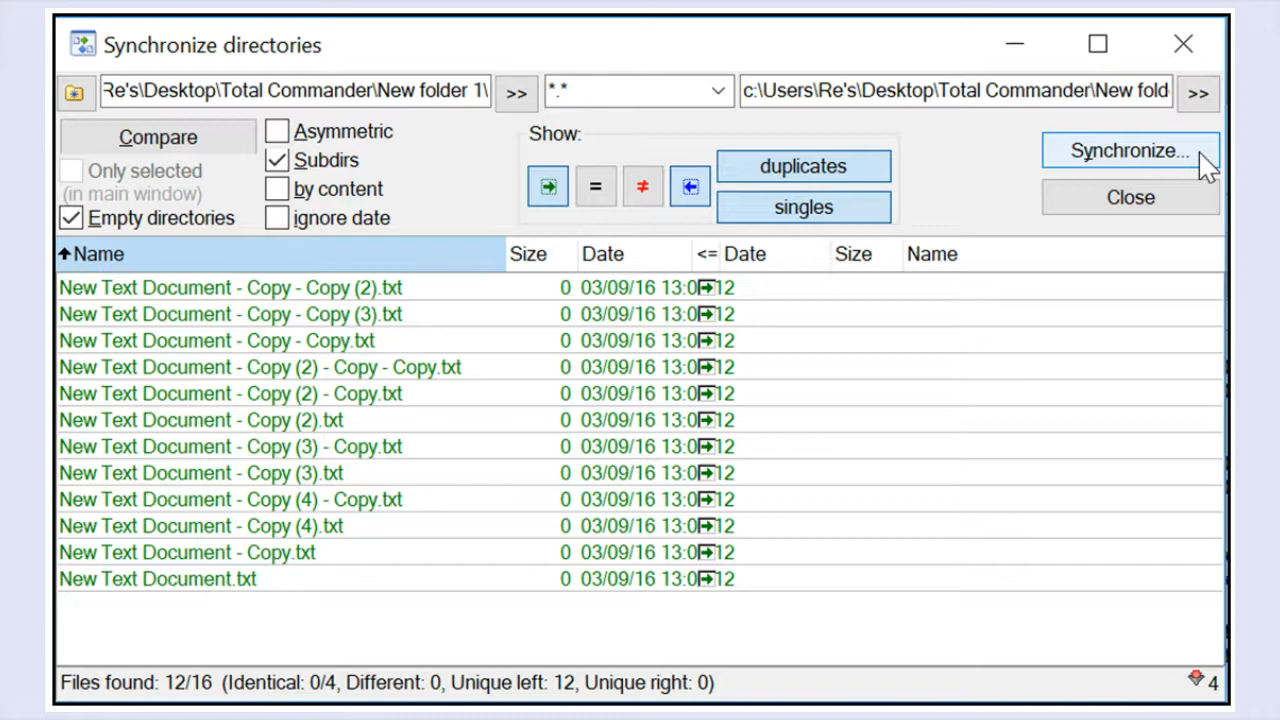 Synchronize directories
Re's\Desktop\Total Commander\New folder 1\ >> *.* c:\Users\Re's\Desktop\Total Commander\New fold >>
Compare
Only selected
(in main window)
Empty directories
Asymmetric
Subdirs
by content
ignore date
Show:
= ≠
duplicates
singles
Synchronize...
Close
Name Size Date <= Date Size Name
New Text Document - Copy - Copy (2).txt 0 03/09/16 13:0 12
New Text Document - Copy - Copy (3).txt 0 03/09/16 13:0 12
New Text Document - Copy - Copy.txt 0 03/09/16 13:0 12
New Text Document - Copy (2) - Copy - Copy.txt 0 03/09/16 13:0 12
New Text Document - Copy (2) - Copy.txt 0 03/09/16 13:0 12
New Text Document - Copy (2).txt 0 03/09/16 13:0 12
New Text Document - Copy (3) - Copy.txt 0 03/09/16 13:0 12
New Text Document - Copy (3).txt 0 03/09/16 13:0 12
New Text Document - Copy (4) - Copy.txt 0 03/09/16 13:0 12
New Text Document - Copy (4).txt 0 03/09/16 13:0 12
New Text Document - Copy.txt 0 03/09/16 13:0 12
New Text Document.txt 0 03/09/16 13:0 12
Files found: 12/16 (Identical: 0/4, Different: 0, Unique left: 12, Unique right: 0) 4